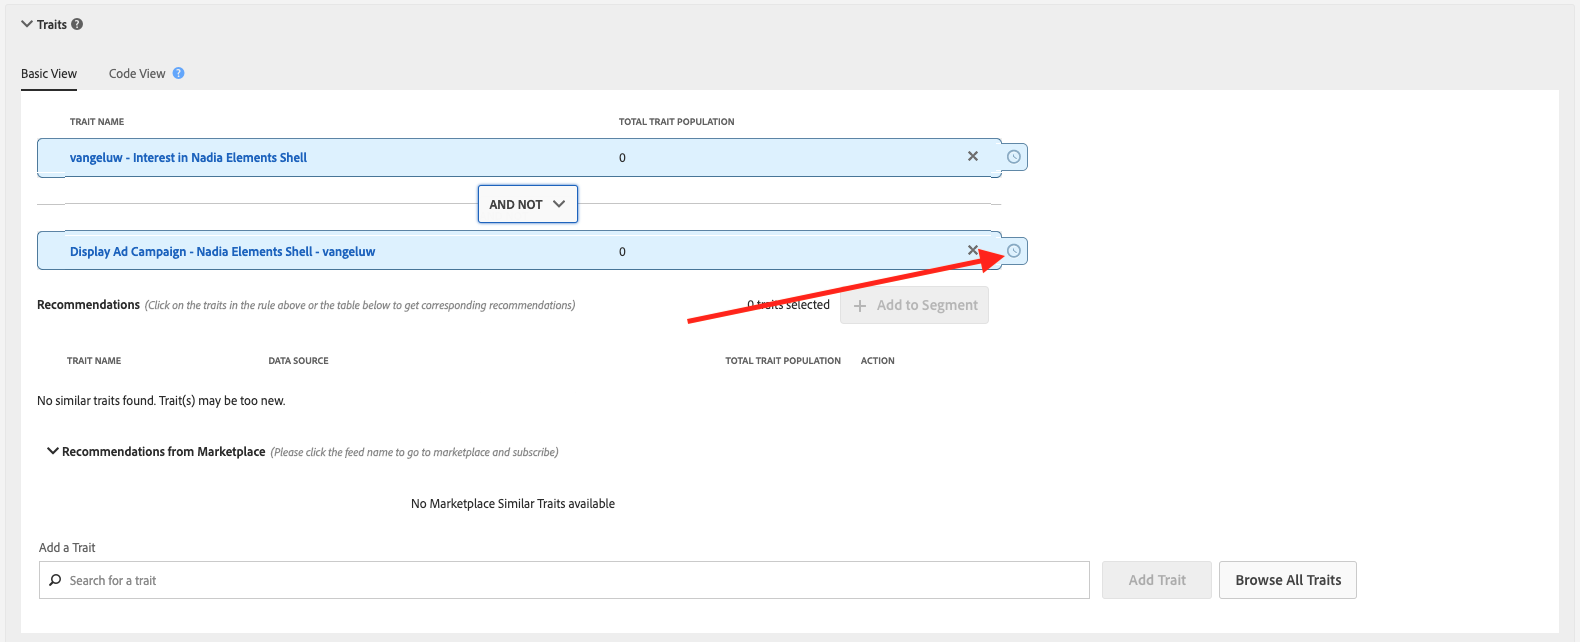 Traits
Basic View Code View
TRAIT NAME TOTAL TRAIT POPULATION
vangeluw - Interest in Nadia Elements Shell 0
AND NOT
Display Ad Campaign - Nadia Elements Shell - vangeluw 0
Recommendations (Click on the traits in the rule above or the table below to get corresponding recommendations) 0 traits selected + Add to Segment
TRAIT NAME DATA SOURCE TOTAL TRAIT POPULATION ACTION
No similar traits found. Trait(s) may be too new.
Recommendations from Marketplace (Please click the feed name to go to marketplace and subscribe)
No Marketplace Similar Traits available
Add a Trait
Search for a trait Add Trait Browse All Traits